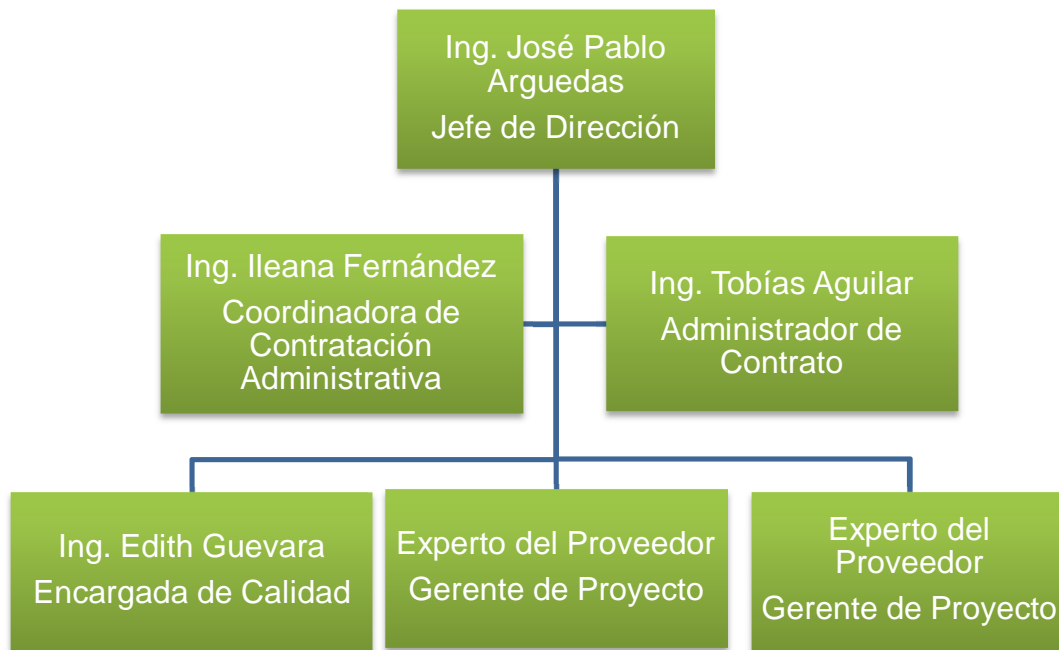 Ing. José Pablo
Arguedas
Jefe de Dirección
Ing. Ileana Fernández
Coordinadora de
Contratación
Administrativa
Ing. Tobías Aguilar
Administrador de
Contrato
Ing. Edith Guevara
Encargada de Calidad
Experto del Proveedor
Gerente de Proyecto
Experto del
Proveedor
Gerente de Proyecto